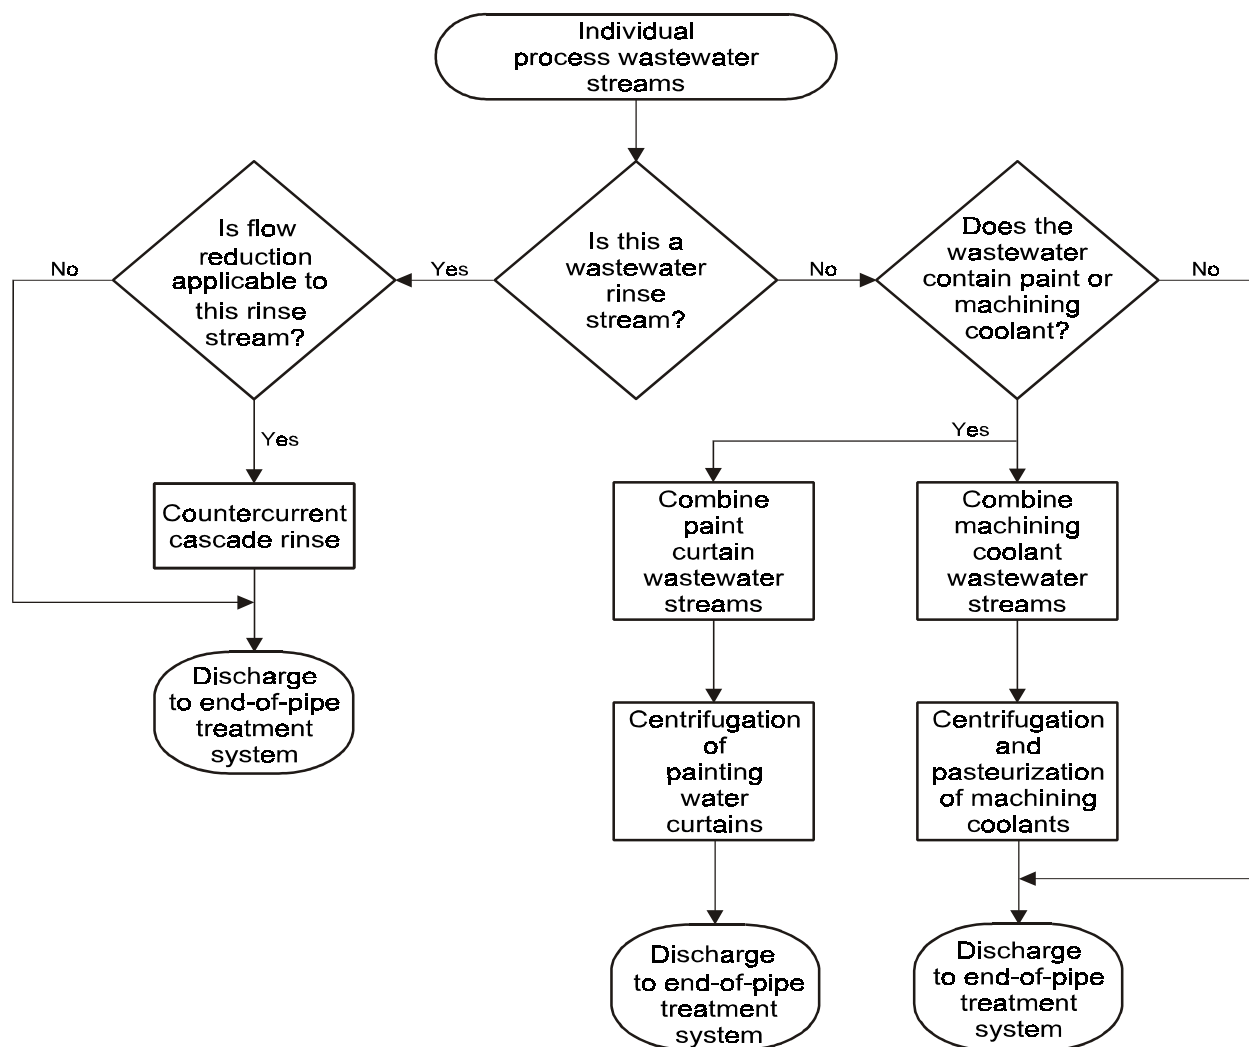 Individual
process wastewater
streams
Is flow
reduction
applicable to
this rinse
stream?
No
Yes
Is this a
wastewater
rinse
stream?
No
Does the
wastewater
contain paint or
machining
coolant?
No
Yes
Yes
Countercurrent
cascade rinse
Combine
paint
curtain
wastewater
streams
Combine
machining
coolant
wastewater
streams
Discharge
to end-of-pipe
treatment
system
Centrifugation
of
painting
water
curtains
Centrifugation
and
pasteurization
of machining
coolants
Discharge
to end-of-pipe
treatment
system
Discharge
to end-of-pipe
treatment
system